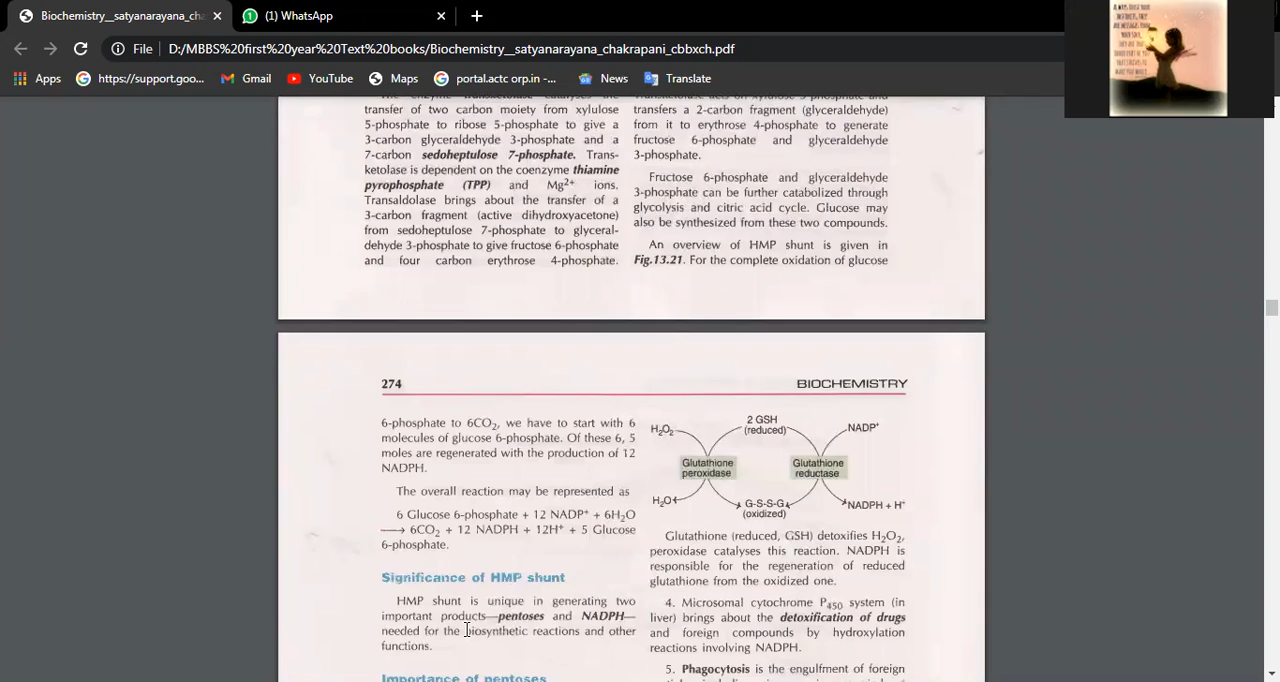 Biochemistry__satyanarayana_cha
(1) WhatsApp
File
D:/MBBS%20first%20year%20Text%20books/Biochemistry__satyanarayana_chakrapani_cbbxch.pdf
Apps
https://support.goo...
Gmail
YouTube
Maps
portal.actc orp.in -...
News
Translate
transfer of two carbon moiety from xylulose
5-phosphate to ribose 5-phosphate to give a
3-carbon glyceraldehyde 3-phosphate and a
7-carbon sedoheptulose 7-phosphate. Trans-
ketolase is dependent on the coenzyme thiamine
pyrophosphate (TPP) and Mg2+ ions.
Transaldolase brings about the transfer of a
3-carbon fragment (active dihydroxyacetone)
from sedoheptulose 7-phosphate to glyceral-
dehyde 3-phosphate to give fructose 6-phosphate
and four carbon erythrose 4-phosphate.
transfers a 2-carbon fragment (glyceraldehyde)
from it to erythrose 4-phosphate to generate
fructose 6-phosphate and glyceraldehyde
3-phosphate.
Fructose 6-phosphate and glyceraldehyde
3-phosphate can be further catabolized through
glycolysis and citric acid cycle. Glucose may
also be synthesized from these two compounds.
An overview of HMP shunt is given in
Fig.13.21. For the complete oxidation of glucose
274
BIOCHEMISTRY
6-phosphate to 6CO2, we have to start with 6
molecules of glucose 6-phosphate. Of these 6, 5
moles are regenerated with the production of 12
NADPH.
The overall reaction may be represented as
6 Glucose 6-phosphate + 12 NADP+ + 6H2O
⟶ 6CO2 + 12 NADPH + 12H+ + 5 Glucose
6-phosphate.
Significance of HMP shunt
HMP shunt is unique in generating two
important products—pentoses and NADPH—
needed for the biosynthetic reactions and other
functions.
Importance of pentoses
H2O2
2 GSH
(reduced)
NADP+
Glutathione
peroxidase
Glutathione
reductase
H2O
G-S-S-G
(oxidized)
NADPH + H+
Glutathione (reduced, GSH) detoxifies H2O2,
peroxidase catalyses this reaction. NADPH is
responsible for the regeneration of reduced
glutathione from the oxidized one.
4. Microsomal cytochrome P450 system (in
liver) brings about the detoxification of drugs
and foreign compounds by hydroxylation
reactions involving NADPH.
5. Phagocytosis is the engulfment of foreign